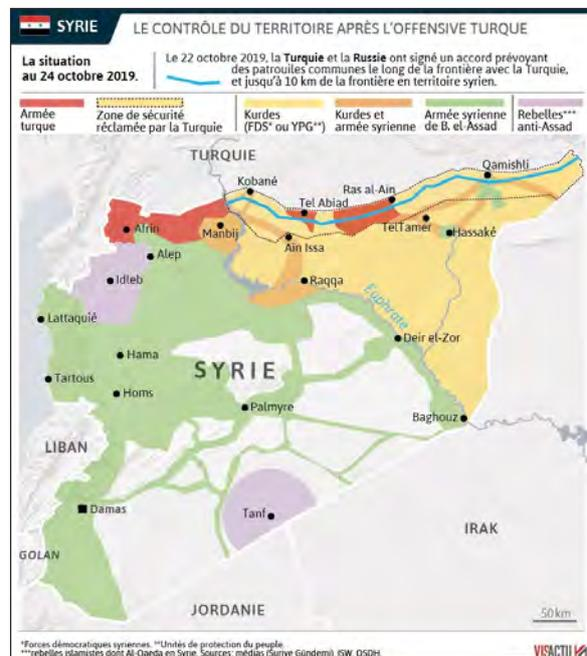 SYRIE
LE CONTRÔLE DU TERRITOIRE APRÈS L'OFFENSIVE TURQUE
La situation
au 24 octobre 2019.
Le 22 octobre 2019, la Turquie et la Russie ont signé un accord prévoyant
des patrouilles communes le long de la frontière avec la Turquie,
et jusqu'à 10 km de la frontière en territoire syrien.
Armée
turque
Zone de sécurité
réclamée par la Turquie
Kurdes
(FDS* ou YPG**)
Kurdes et
armée syrienne
Armée syrienne
de B. el-Assad
Rebelles***
anti-Assad
TURQUIE
Kobané
Qamishli
Ras al-Ain
Tel Abiad
Afrin
Manbij
TelTamer
Hassaké
Aïn Issa
Alep
Idleb
Raqqa
Euphrate
Lattaquié
Deir el-Zor
Hama
SYRIE
Tartous
Homs
Palmyre
Baghouz
LIBAN
Damas
Tanf
IRAK
GOLAN
JORDANIE
50 km
*Forces démocratiques syriennes. **Unités de protection du peuple.
***rebelles islamistes dont Al-Qaeda en Syrie. Sources: médias (Suriye Gündemi), ISW, OSDH.
VISACTU